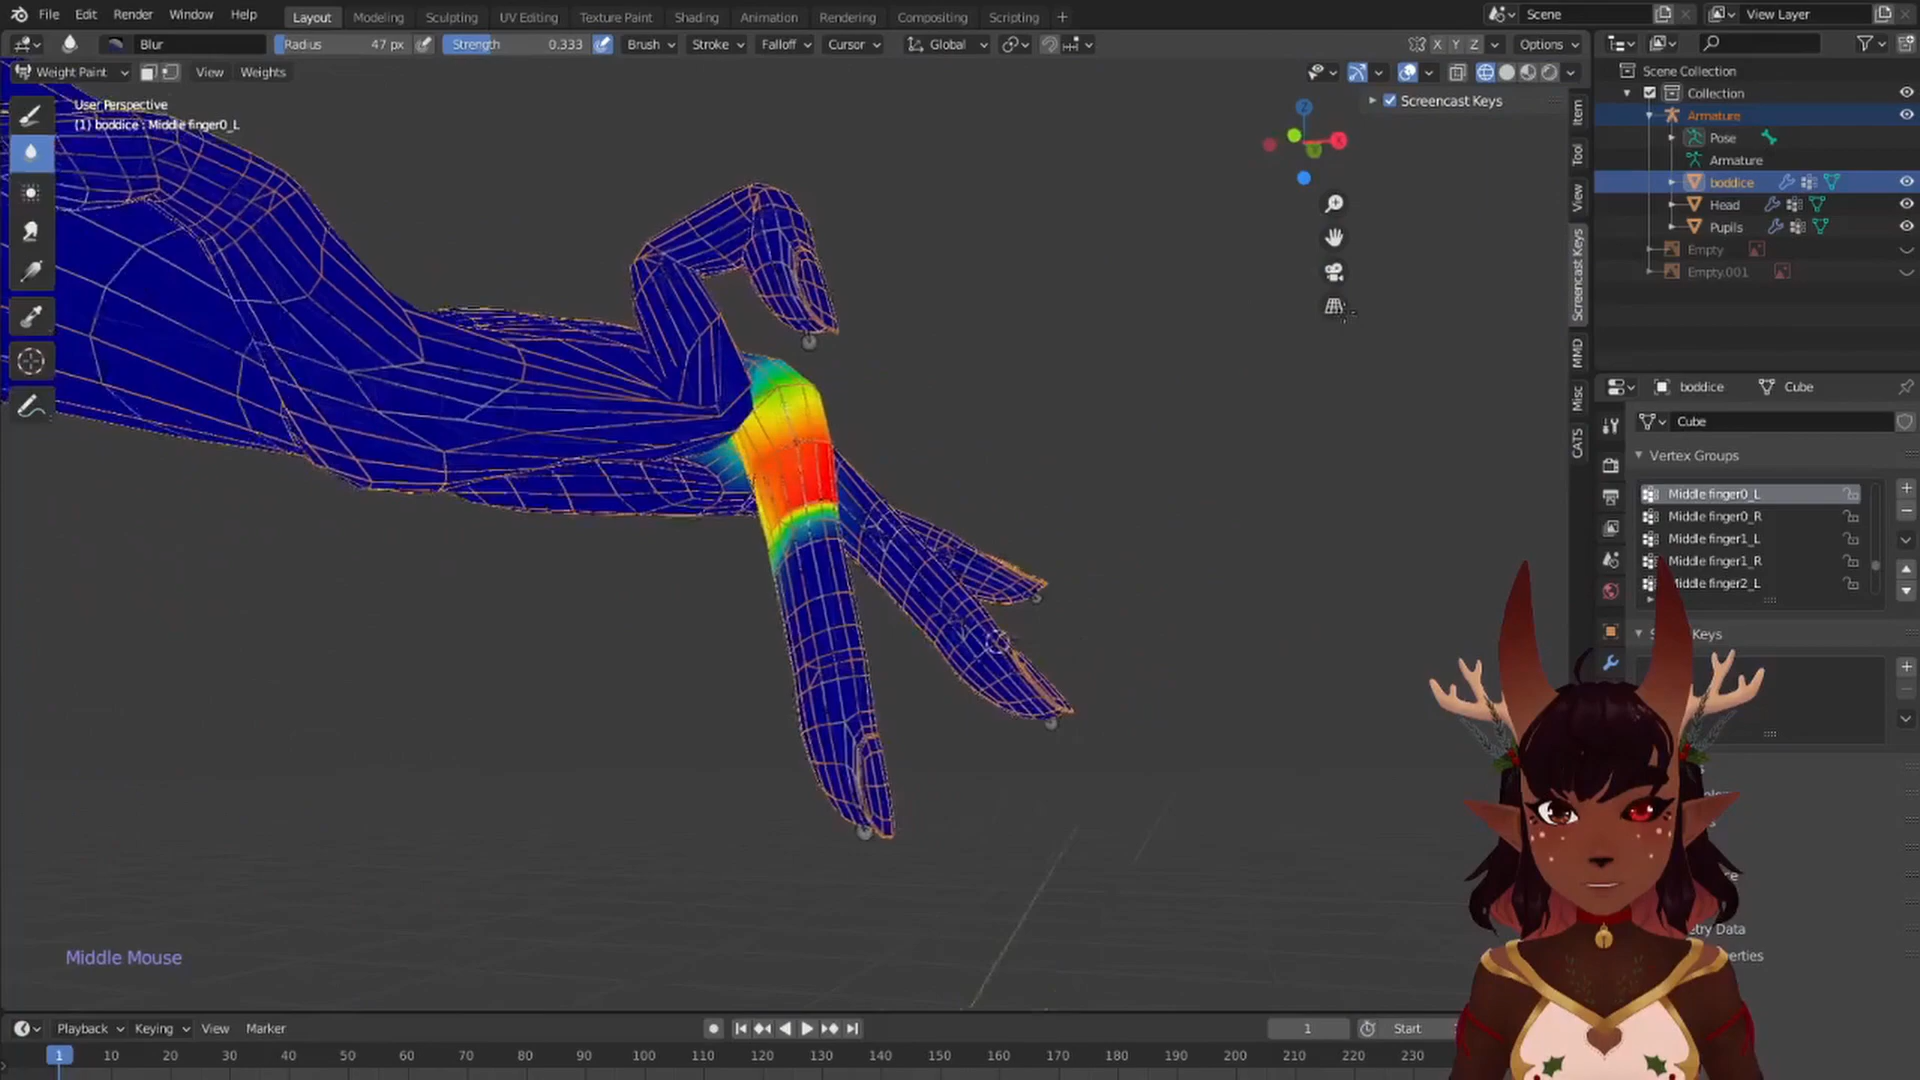 File Edit Render Window Help Layout Modeling Sculpting UV Editing Texture Paint Shading Animation Rendering Compositing Scripting + Scene View Layer
Blur Radius 47 px Strength 0.333 Brush Stroke Falloff Cursor Global X Y Z Options
Weight Paint View Weights
User Perspective
(1) boddice : Middle finger0_L
Screencast Keys
Item
Tool
View
Screencast Keys
MMD
Misc
CATS
Scene Collection
Collection
Armature
Pose
Armature
boddice
Head
Pupils
Empty
Empty.001
boddice Cube
Cube
Vertex Groups
Middle finger0_L
Middle finger0_R
Middle finger1_L
Middle finger1_R
Middle finger2_L
Keys
etry Data
perties
Middle Mouse
Playback Keying View Marker 1 Start
1 10 20 30 40 50 60 70 80 90 100 110 120 130 140 150 160 170 180 190 200 210 220 230